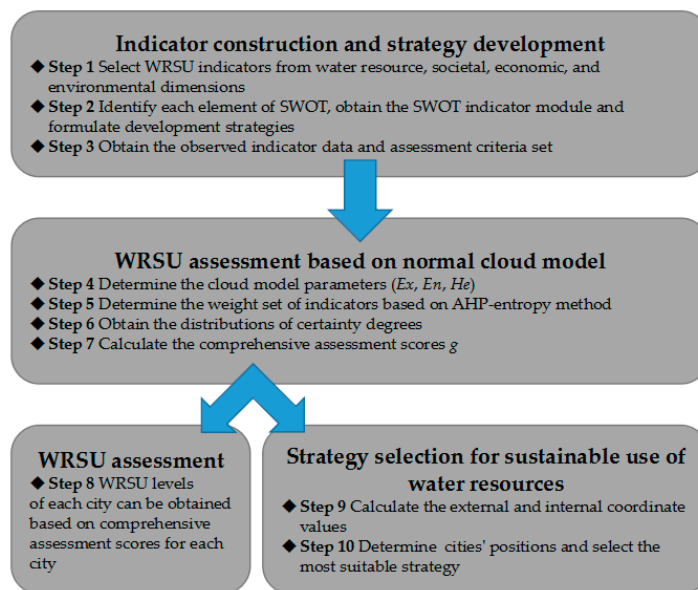 Indicator construction and strategy development
◆ Step 1 Select WRSU indicators from water resource, societal, economic, and
environmental dimensions
◆ Step 2 Identify each element of SWOT, obtain the SWOT indicator module and
formulate development strategies
◆ Step 3 Obtain the observed indicator data and assessment criteria set
WRSU assessment based on normal cloud model
◆ Step 4 Determine the cloud model parameters (Ex, En, He)
◆ Step 5 Determine the weight set of indicators based on AHP-entropy method
◆ Step 6 Obtain the distributions of certainty degrees
◆ Step 7 Calculate the comprehensive assessment scores g
WRSU assessment
◆ Step 8 WRSU levels
of each city can be obtained
based on comprehensive
assessment scores for each
city
Strategy selection for sustainable use of
water resources
◆ Step 9 Calculate the external and internal coordinate
values
◆ Step 10 Determine cities' positions and select the
most suitable strategy